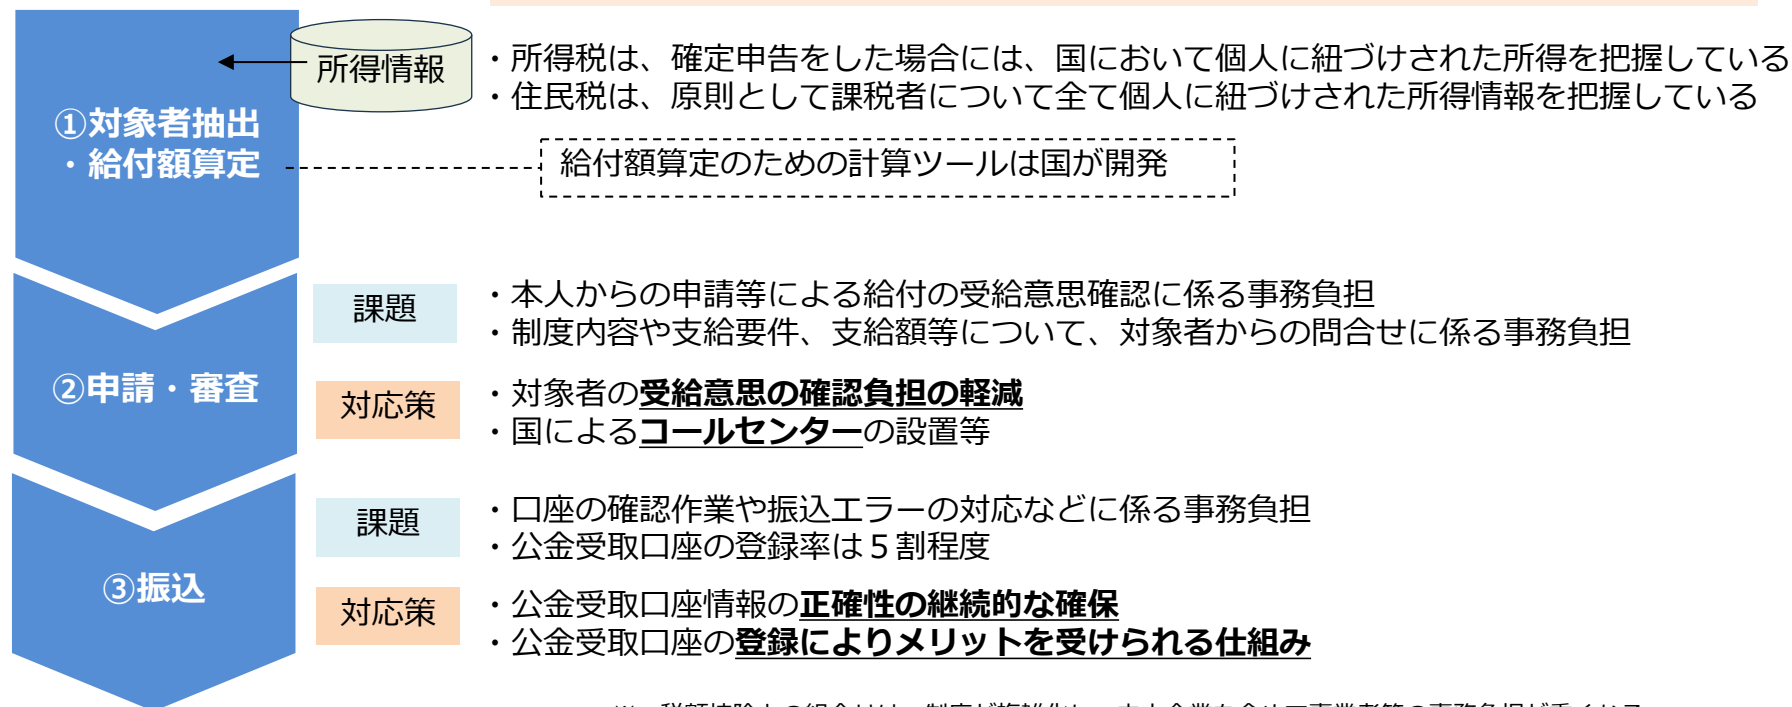 所得情報
・所得税は、確定申告をした場合には、国において個人に紐づけされた所得を把握している
・住民税は、原則として課税者について全て個人に紐づけされた所得情報を把握している
①対象者抽出
・給付額算定
給付額算定のための計算ツールは国が開発
課題
・本人からの申請等による給付の受給意思確認に係る事務負担
・制度内容や支給要件、支給額等について、対象者からの問合せに係る事務負担
②申請・審査
対応策
・対象者の受給意思の確認負担の軽減
・国によるコールセンターの設置等
課題
・口座の確認作業や振込エラーの対応などに係る事務負担
・公金受取口座の登録率は５割程度
③振込
対応策
・公金受取口座情報の正確性の継続的な確保
・公金受取口座の登録によりメリットを受けられる仕組み